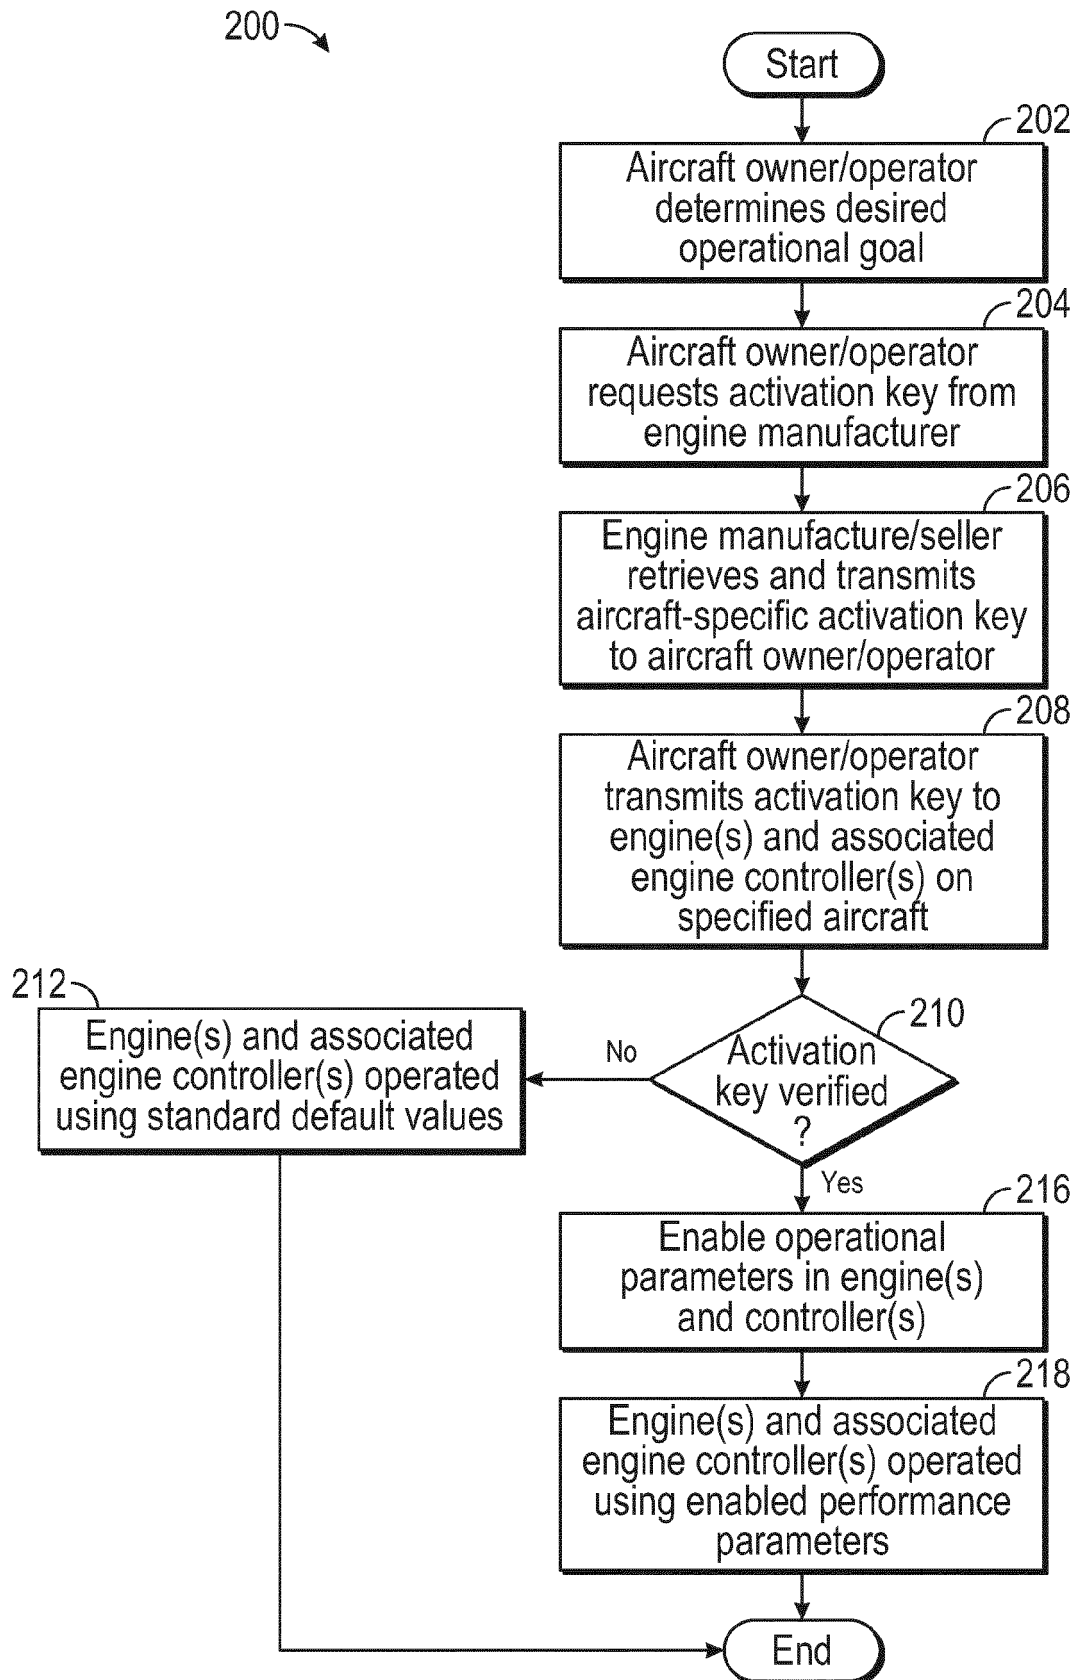 200
Start
202
Aircraft owner/operator
determines desired
operational goal
204
Aircraft owner/operator
requests activation key from
engine manufacturer
206
Engine manufacture/seller
retrieves and transmits
aircraft-specific activation key
to aircraft owner/operator
208
Aircraft owner/operator
transmits activation key to
engine(s) and associated
engine controller(s) on
specified aircraft
210
Activation
key verified
?
No
212
Engine(s) and associated
engine controller(s) operated
using standard default values
Yes
216
Enable operational
parameters in engine(s)
and controller(s)
218
Engine(s) and associated
engine controller(s) operated
using enabled performance
parameters
End